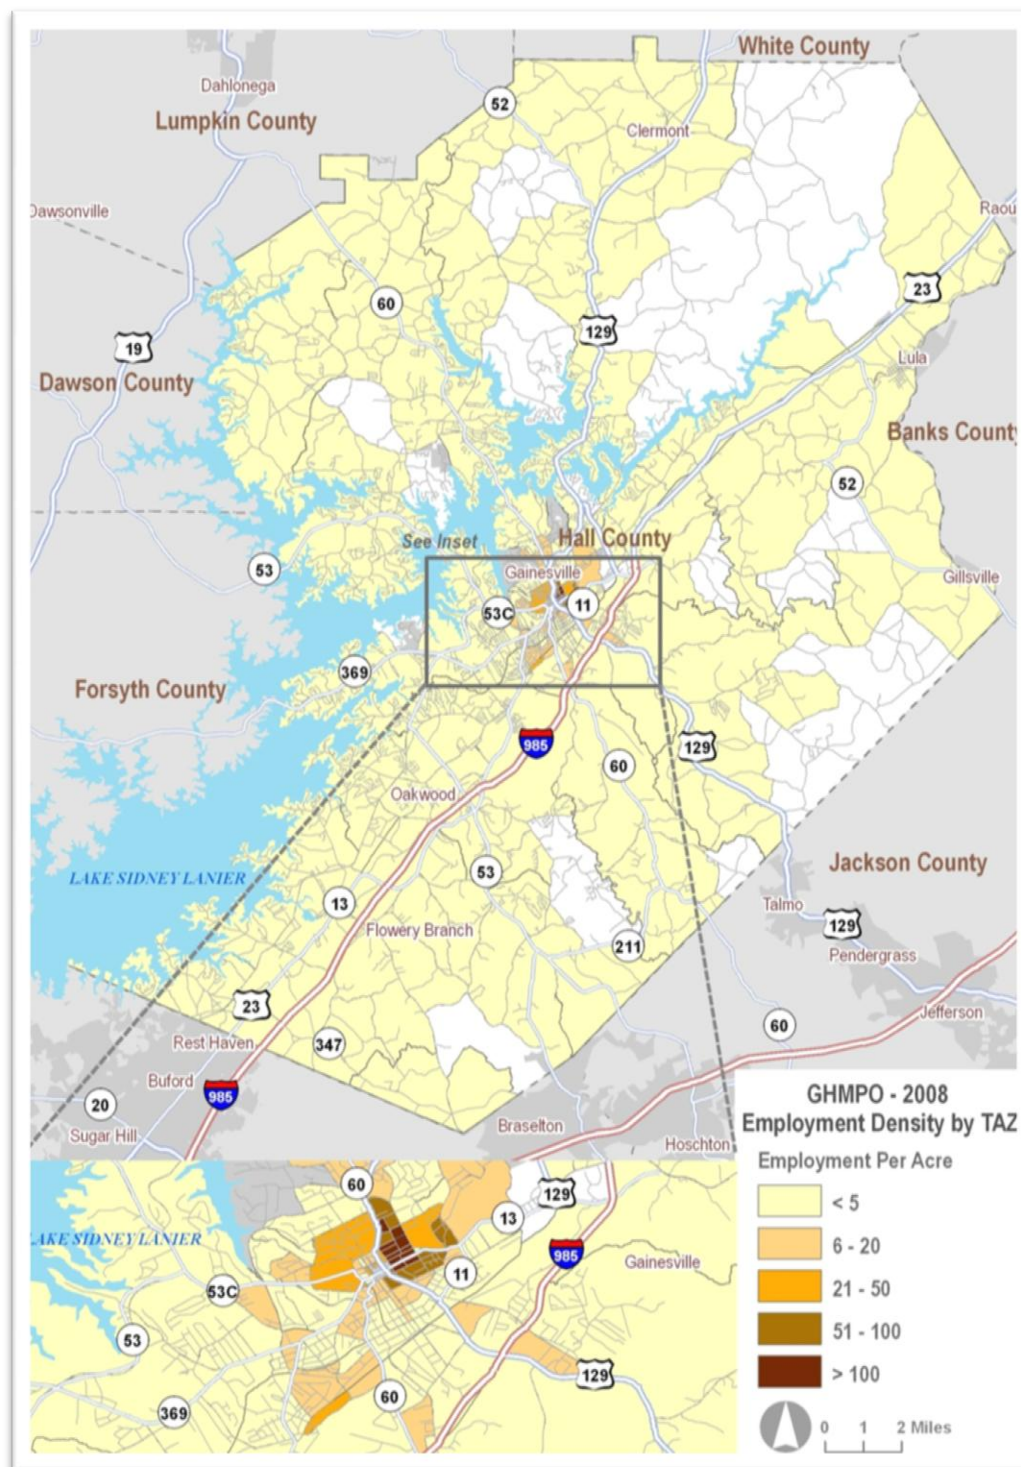 White County
Dahlonega
52
Lumpkin County
Clermont
Dawsonville
Raou
60
23
129
19
Lula
Dawson County
Banks County
52
See Inset
Hall County
53
Gainesville
Gillsville
53C
11
369
Forsyth County
985
129
60
Oakwood
Jackson County
53
LAKE SIDNEY LANIER
13
Talmo
129
Flowery Branch
211
Pendergrass
23
Jefferson
60
Rest Haven
347
Buford
985
20
Sugar Hill
Braselton
Hoschton
GHMPO - 2008
Employment Density by TAZ
Employment Per Acre
< 5
6 - 20
21 - 50
51 - 100
> 100
0 1 2 Miles
60
129
13
LAKE SIDNEY LANIER
985
Gainesville
11
53C
53
129
60
369